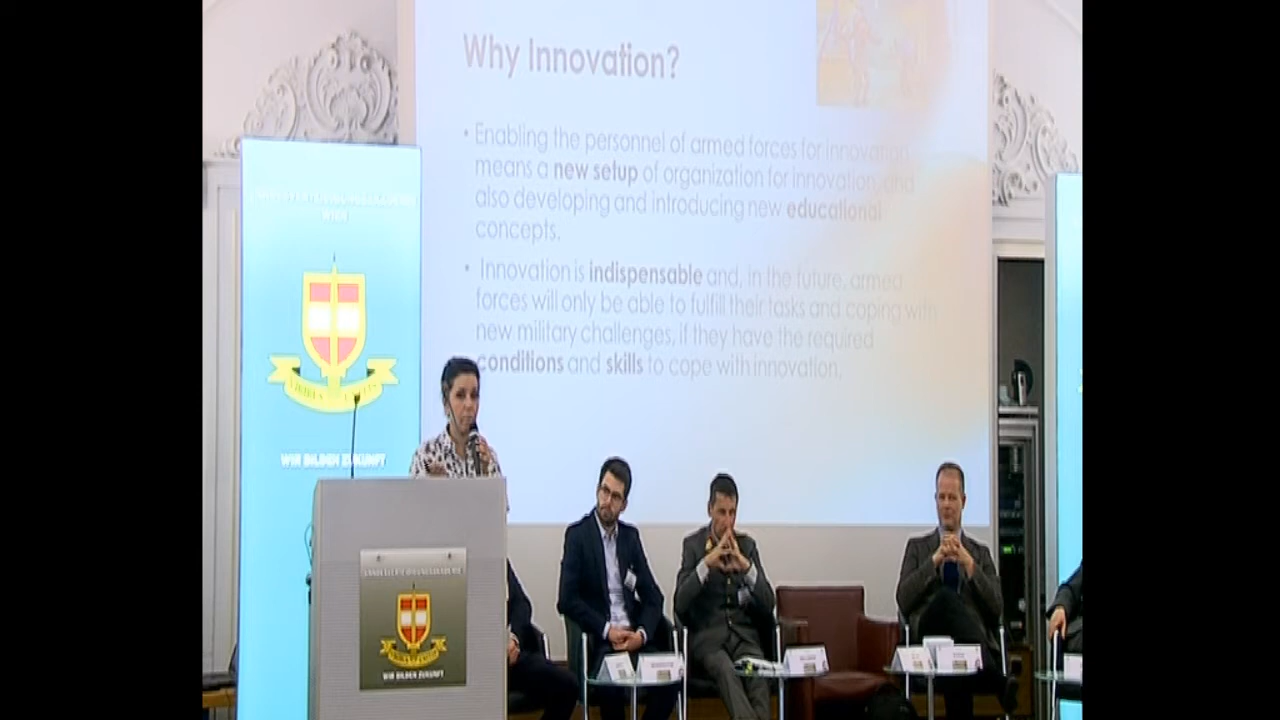 Why Innovation?
• Enabling the personnel of armed forces for innovation
means a new setup of organization for innovation, and
also developing and introducing new educational
concepts.
• Innovation is indispensable and, in the future, armed
forces will only be able to fulfill their tasks and coping with
new military challenges, if they have the required
conditions and skills to cope with innovation.
LANDESVERTEIDIGUNGSAKADEMIE
WIEN
WIR BILDEN ZUKUNFT
LANDESVERTEIDIGUNGSAKADEMIE
WIR BILDEN ZUKUNFT